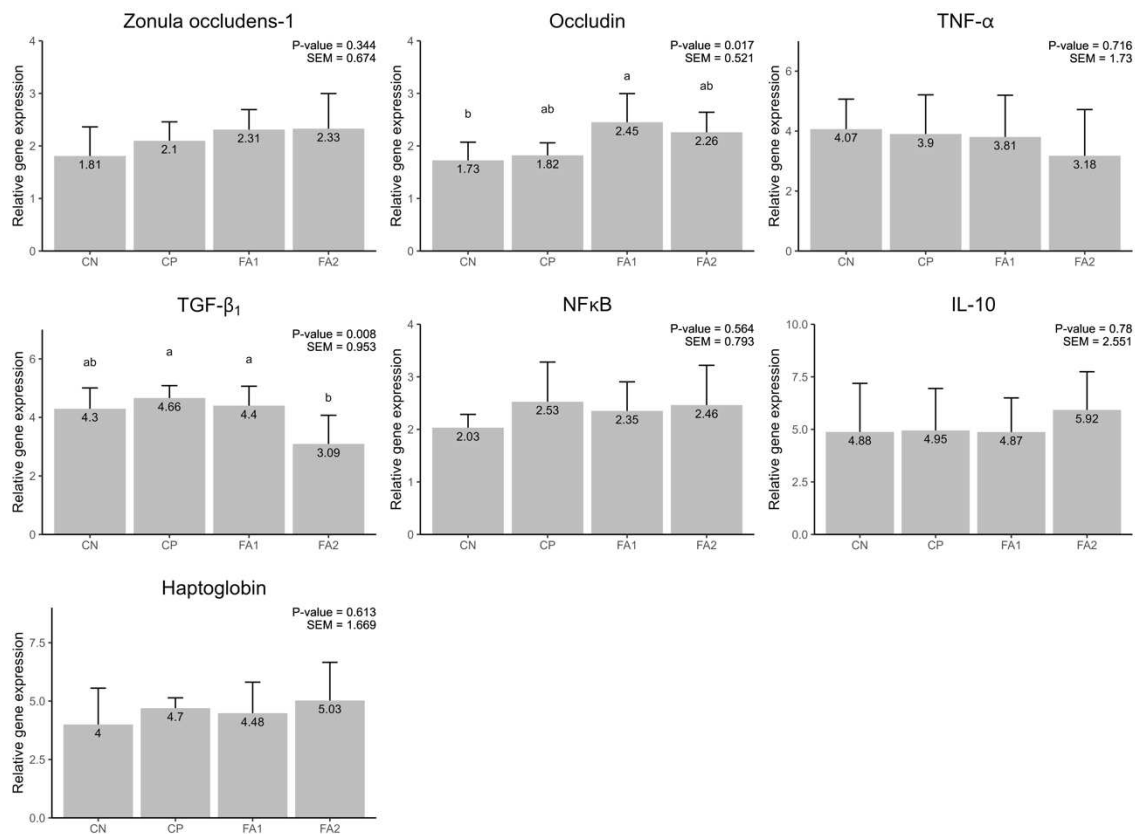 Zonula occludens-1
P-value = 0.344
SEM = 0.674
Relative gene expression
4
3
2
1
0
1.81
2.1
2.31
2.33
CN
CP
FA1
FA2
Occludin
P-value = 0.017
SEM = 0.521
Relative gene expression
4
3
2
1
0
b
ab
a
ab
1.73
1.82
2.45
2.26
CN
CP
FA1
FA2
TNF-α
P-value = 0.716
SEM = 1.73
Relative gene expression
6
4
2
0
4.07
3.9
3.81
3.18
CN
CP
FA1
FA2
TGF-β₁
P-value = 0.008
SEM = 0.953
Relative gene expression
6
4
2
0
ab
a
a
b
4.3
4.66
4.4
3.09
CN
CP
FA1
FA2
NFκB
P-value = 0.564
SEM = 0.793
Relative gene expression
4
3
2
1
0
2.03
2.53
2.35
2.46
CN
CP
FA1
FA2
IL-10
P-value = 0.78
SEM = 2.551
Relative gene expression
10.0
7.5
5.0
2.5
0.0
4.88
4.95
4.87
5.92
CN
CP
FA1
FA2
Haptoglobin
P-value = 0.613
SEM = 1.669
Relative gene expression
7.5
5.0
2.5
0.0
4
4.7
4.48
5.03
CN
CP
FA1
FA2